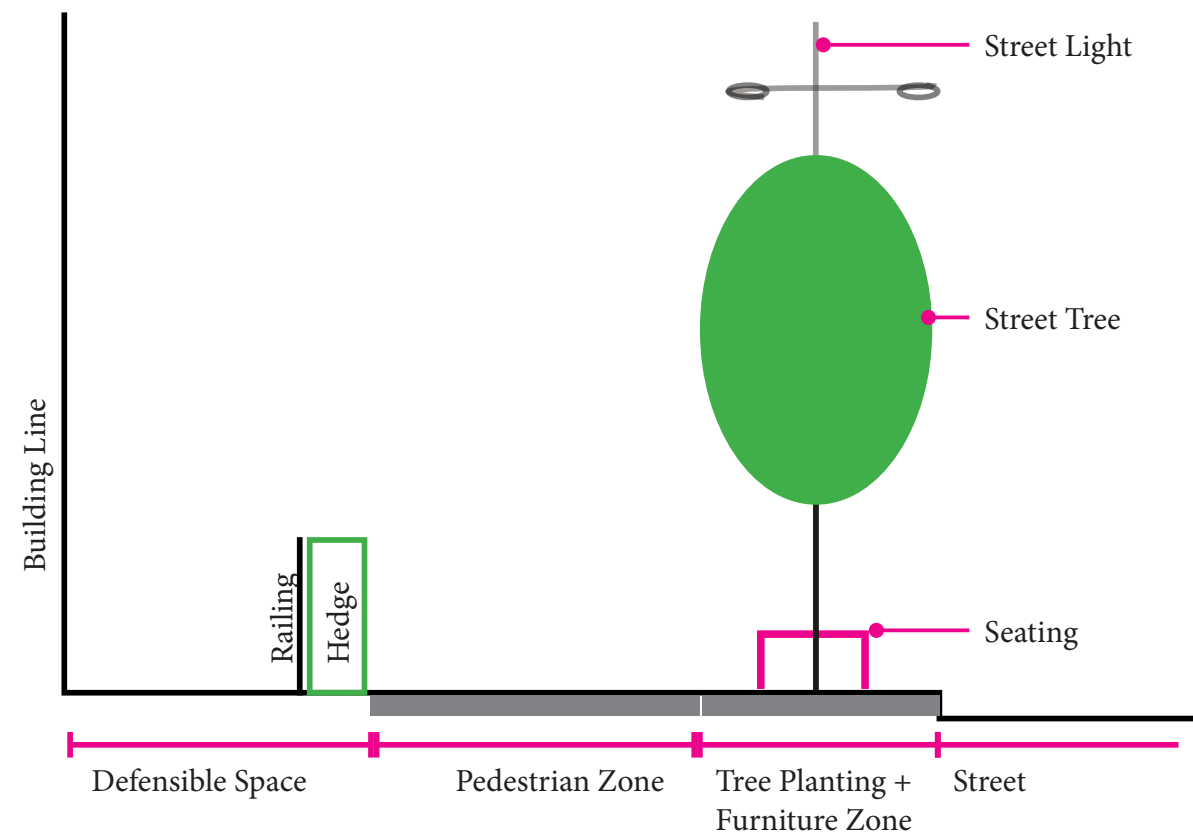 Street Light
Street Tree
Building Line
Railing
Hedge
Seating
Defensible Space
Pedestrian Zone
Tree Planting +
Furniture Zone
Street